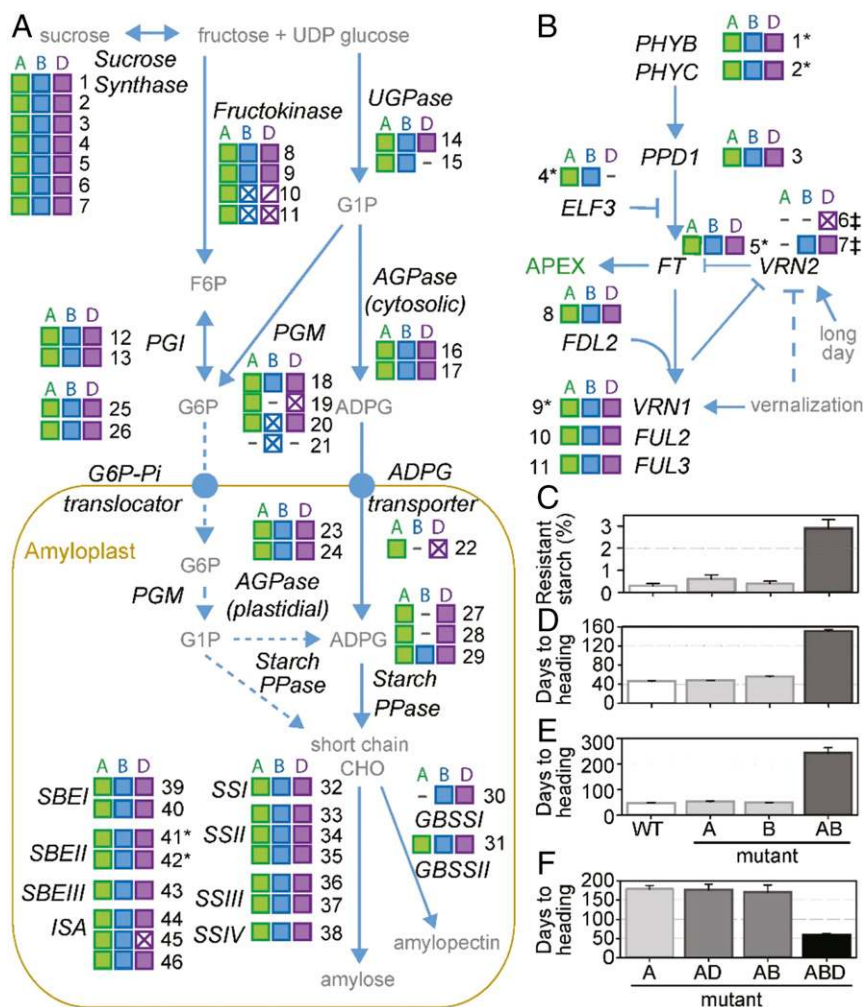 A
sucrose
fructose + UDP glucose
A B D
Sucrose
Synthase
1
2
3
4
5
6
7
Fructokinase
A B D
8
9
10
11
UGPase
A B D
14
15
G1P
F6P
AGPase
(cytosolic)
A B D
12
13
PGI
PGM
A B D
16
17
A B D
18
19
20
21
A B D
25
26
G6P
ADPG
G6P-Pi
translocator
ADPG
transporter
Amyloplast
A B D
23
24
A B D
22
G6P
PGM
AGPase
(plastidial)
A B D
27
28
29
G1P
ADPG
Starch
PPase
Starch
PPase
short chain
CHO
A B D
SBEI
39
40
SBEII
41*
42*
SBEIII
43
ISA
44
45
46
A B D
SSI
32
33
SSII
34
35
36
SSIII
37
SSIV
38
A B D
30
GBSSI
31
GBSSII
amylopectin
amylose
B
A B D
PHYB
1*
PHYC
2*
A B D
PPD1
3
A B D
4*
ELF3
A B D
6‡
7‡
A B D
5*
APEX
FT
VRN2
A B D
8
FDL2
long
day
A B D
9*
VRN1
vernalization
10
FUL2
11
FUL3
C
Resistant
starch (%)
3
2
1
0
D
Days to
heading
160
120
80
40
0
E
Days to
heading
300
200
100
0
WT A B AB
mutant
F
Days to
heading
200
150
100
50
0
A AD AB ABD
mutant